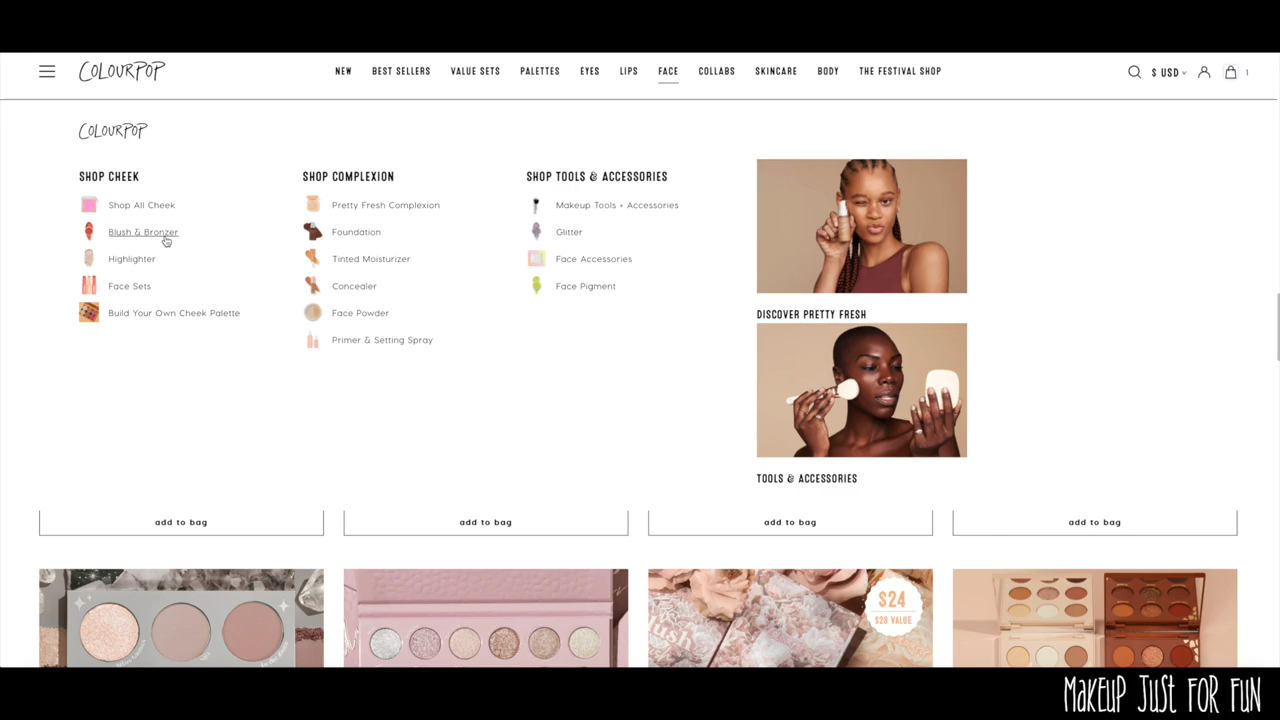 COLOURPOP
NEW BEST SELLERS VALUE SETS PALETTES EYES LIPS FACE COLLABS SKINCARE BODY THE FESTIVAL SHOP
$ USD
1
COLOURPOP
SHOP CHEEK
Shop All Cheek
Blush & Bronzer
Highlighter
Face Sets
Build Your Own Cheek Palette
SHOP COMPLEXION
Pretty Fresh Complexion
Foundation
Tinted Moisturizer
Concealer
Face Powder
Primer & Setting Spray
SHOP TOOLS & ACCESSORIES
Makeup Tools + Accessories
Glitter
Face Accessories
Face Pigment
DISCOVER PRETTY FRESH
TOOLS & ACCESSORIES
add to bag
add to bag
add to bag
add to bag
$24
$28 VALUE
MAKEUP JUST FOR FUN